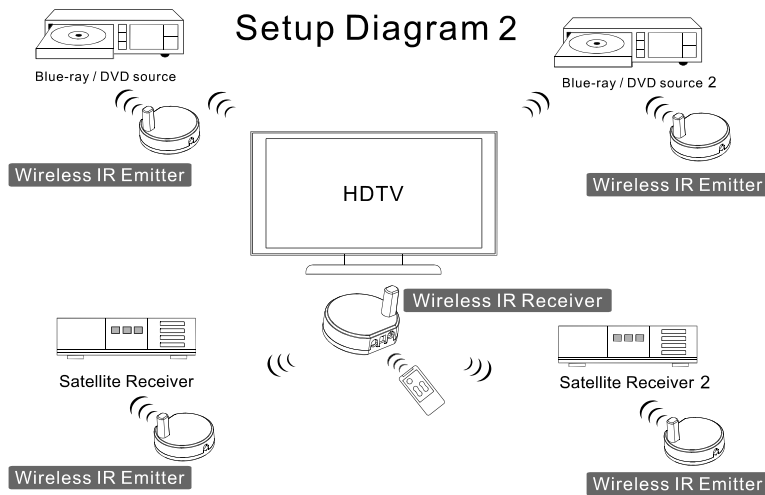 Setup Diagram 2
Blue-ray / DVD source
Blue-ray / DVD source 2
Wireless IR Emitter
Wireless IR Emitter
HDTV
Wireless IR Receiver
Satellite Receiver
Satellite Receiver 2
Wireless IR Emitter
Wireless IR Emitter